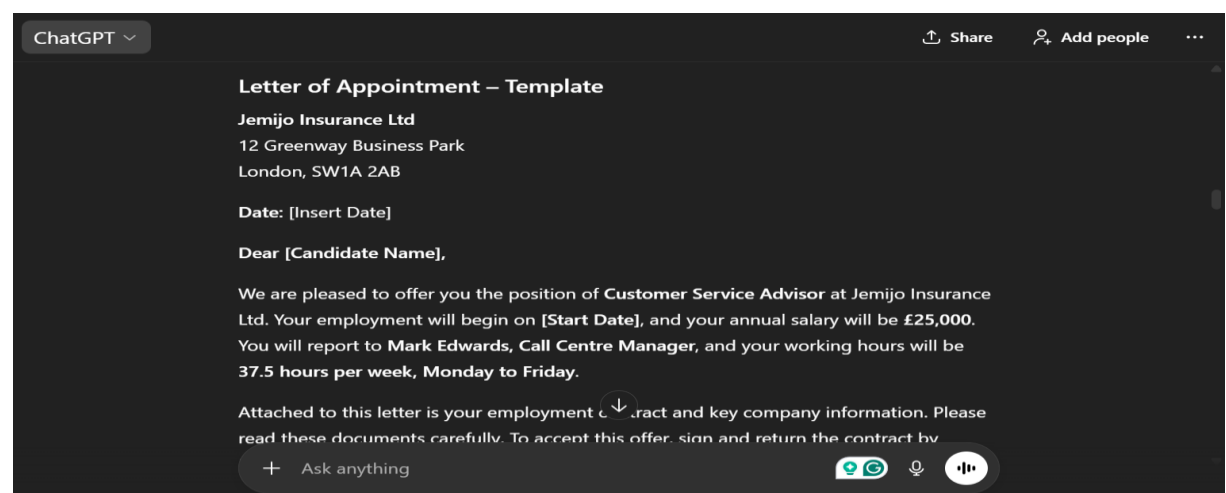 ChatGPT
Share
Add people
Letter of Appointment – Template
Jemijo Insurance Ltd
12 Greenway Business Park
London, SW1A 2AB
Date: [Insert Date]
Dear [Candidate Name],
We are pleased to offer you the position of Customer Service Advisor at Jemijo Insurance
Ltd. Your employment will begin on [Start Date], and your annual salary will be £25,000.
You will report to Mark Edwards, Call Centre Manager, and your working hours will be
37.5 hours per week, Monday to Friday.
Attached to this letter is your employment and key company information. Please
read these documents carefully. To accept this offer, sign and return the contract by
Ask anything